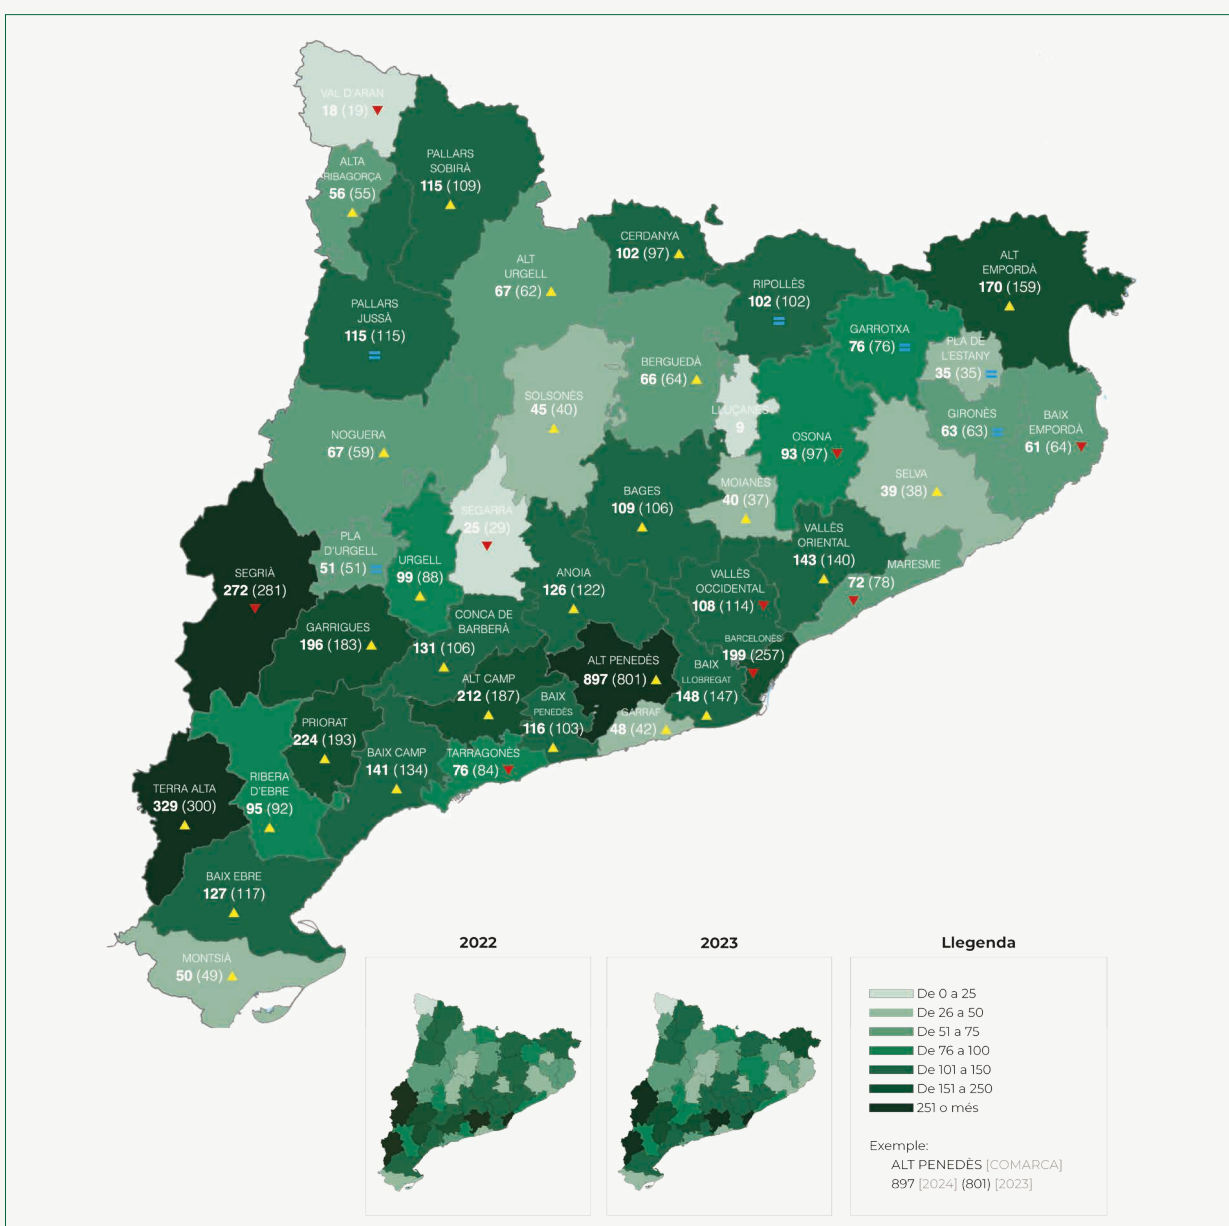 VAL D'ARAN
18 (19)
ALTA
RIBAGORÇA
56 (55)
PALLARS
SOBIRÀ
115 (109)
CERDANYA
102 (97)
ALT
URGELL
67 (62)
ALT
EMPORDÀ
170 (159)
RIPOLLÈS
102 (102)
PALLARS
JUSSÀ
115 (115)
GARROTXA
76 (76)
PLA DE
L'ESTANY
35 (35)
BERGUEDÀ
66 (64)
SOLSONÈS
45 (40)
LLUÇANÈS
9
GIRONÈS
63 (63)
BAIX
EMPORDÀ
61 (64)
NOGUERA
67 (59)
OSONA
93 (97)
SELVA
39 (38)
MOIANÈS
40 (37)
BAGES
109 (106)
SEGARRA
25 (29)
VALLÈS
ORIENTAL
143 (140)
PLA
D'URGELL
51 (51)
URGELL
99 (88)
MARESME
72 (78)
SEGRIÀ
272 (281)
ANOIA
126 (122)
VALLÈS
OCCIDENTAL
108 (114)
GARRIGUES
196 (183)
CONCA DE
BARBERÀ
131 (106)
BARCELONÈS
199 (257)
ALT PENEDÈS
897 (801)
BAIX
LLOBREGAT
148 (147)
ALT CAMP
212 (187)
BAIX
PENEDÈS
116 (103)
GARRAF
48 (42)
PRIORAT
224 (193)
BAIX CAMP
141 (134)
TARRAGONÈS
76 (84)
TERRA ALTA
329 (300)
RIBERA
D'EBRE
95 (92)
BAIX EBRE
127 (117)
MONTSIÀ
50 (49)
2022
2023
Llegenda
De 0 a 25
De 26 a 50
De 51 a 75
De 76 a 100
De 101 a 150
De 151 a 250
251 o més
Exemple:
ALT PENEDÈS [COMARCA]
897 [2024] (801) [2023]